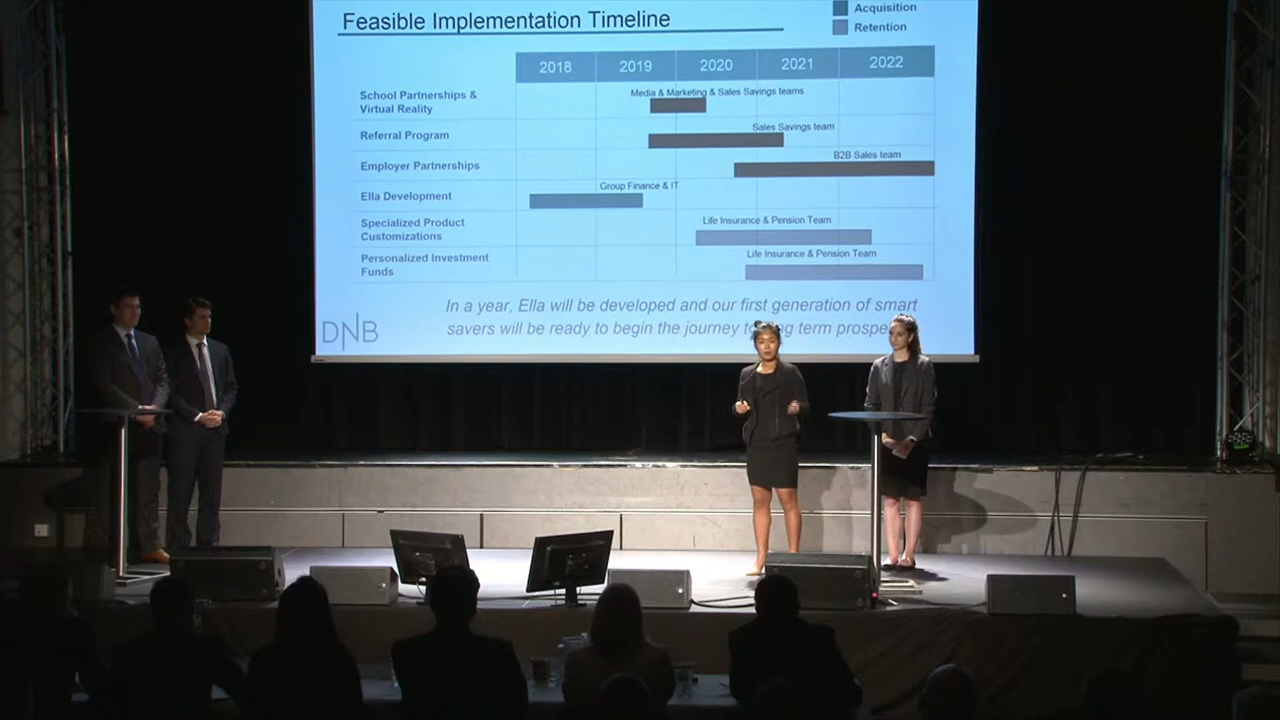 Feasible Implementation Timeline
Acquisition
Retention
2018 2019 2020 2021 2022
School Partnerships &
Virtual Reality
Media & Marketing & Sales Savings teams
Referral Program
Sales Savings team
Employer Partnerships
B2B Sales team
Ella Development
Group Finance & IT
Specialized Product
Customizations
Life Insurance & Pension Team
Personalized Investment
Funds
Life Insurance & Pension Team
In a year, Ella will be developed and our first generation of smart
savers will be ready to begin the journey term
DNB